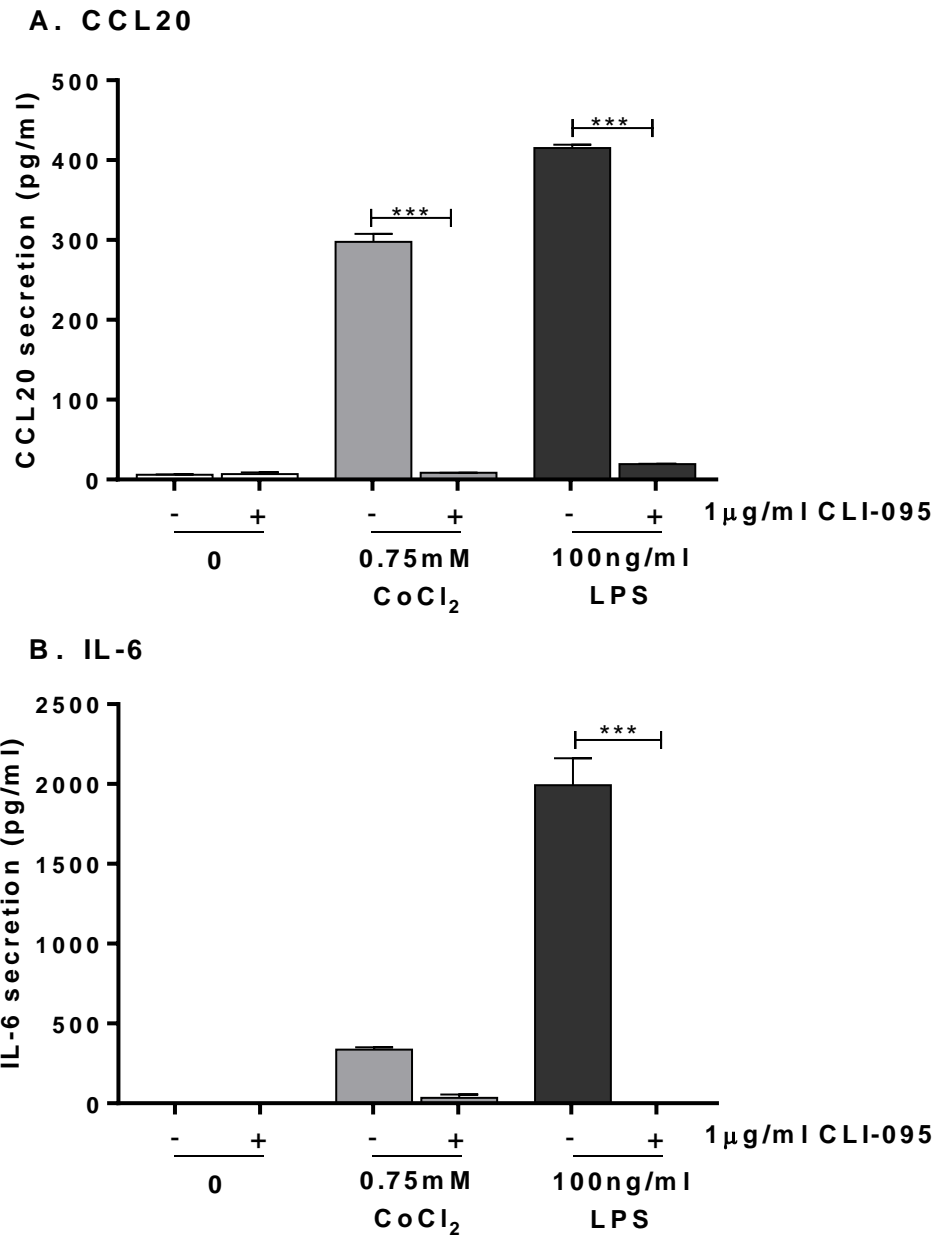 A. CCL20
CCL20 secretion (pg/ml)
500
400
300
200
100
0
***
***
- + - + - + 1μg/ml CLI-095
0 0.75mM 100ng/ml
CoCl₂ LPS
B. IL-6
IL-6 secretion (pg/ml)
2500
2000
1500
1000
500
0
***
- + - + - + 1μg/ml CLI-095
0 0.75mM 100ng/ml
CoCl₂ LPS